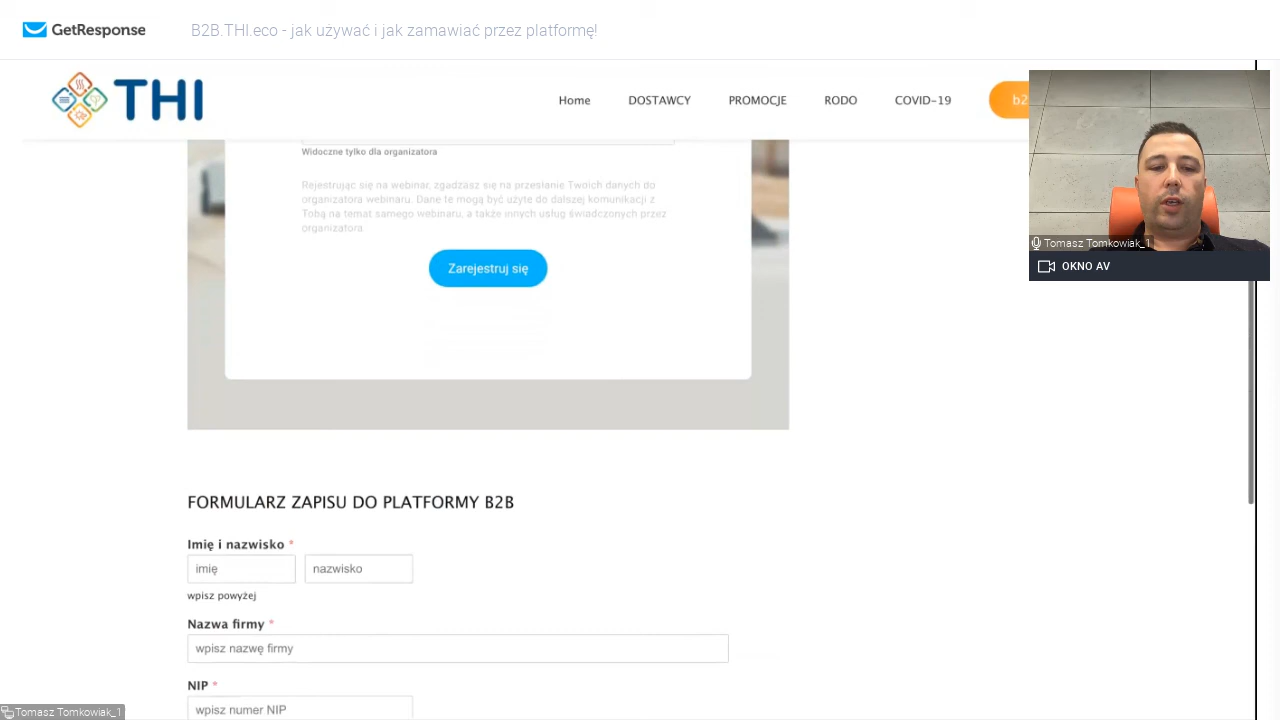 GetResponse
B2B.THI.eco - jak używać i jak zamawiać przez platformę!
THI
Home
DOSTAWCY
PROMOCJE
RODO
COVID-19
b2
Widoczne tylko dla organizatora
Rejestrując się na webinar, zgadzasz się na przesłanie Twoich danych do
organizatora webinaru. Dane te mogą być użyte do dalszej komunikacji z
Tobą na temat samego webinaru, a także innych usług świadczonych przez
organizatora
Zarejestruj się
Tomasz Tomkowiak_1
OKNO AV
FORMULARZ ZAPISU DO PLATFORMY B2B
Imię i nazwisko *
imię
nazwisko
wpisz powyżej
Nazwa firmy *
wpisz nazwę firmy
NIP *
wpisz numer NIP
Tomasz Tomkowiak_1